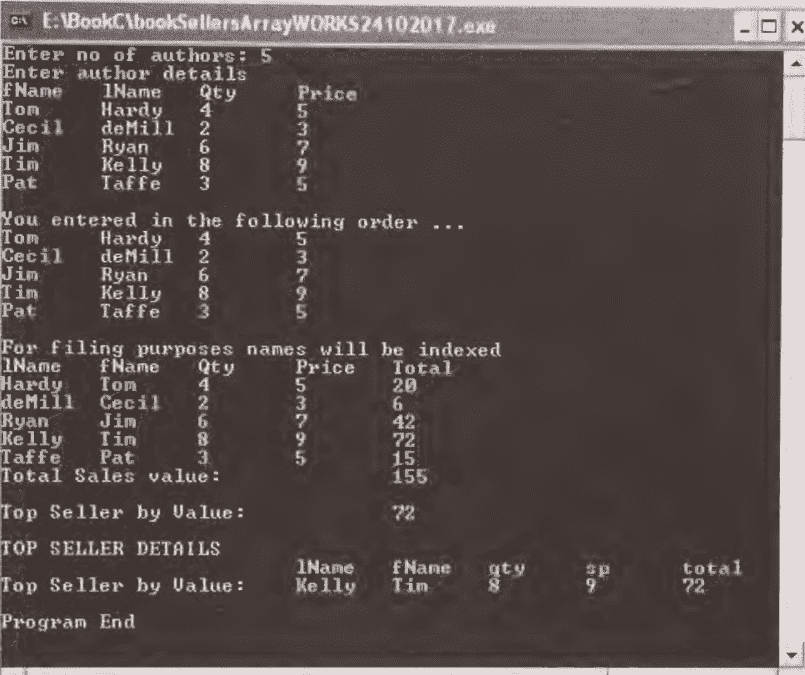 E:\BookC\bookSellersArrayWORKS24102017.exe
Enter no of authors: 5
Enter author details
fName lName Qty Price
Tom Hardy 4 5
Cecil deMill 2 3
Jim Ryan 6 7
Tim Kelly 8 9
Pat Taffe 3 5
You entered in the following order ...
Tom Hardy 4 5
Cecil deMill 2 3
Jim Ryan 6 7
Tim Kelly 8 9
Pat Taffe 3 5
For filing purposes names will be indexed
lName fName Qty Price Total
Hardy Tom 4 5 20
deMill Cecil 2 3 6
Ryan Jim 6 7 42
Kelly Tim 8 9 72
Taffe Pat 3 5 15
Total Sales value: 155
Top Seller by Value: 72
TOP SELLER DETAILS
lName fName qty sp total
Top Seller by Value: Kelly Tim 8 9 72
Program End